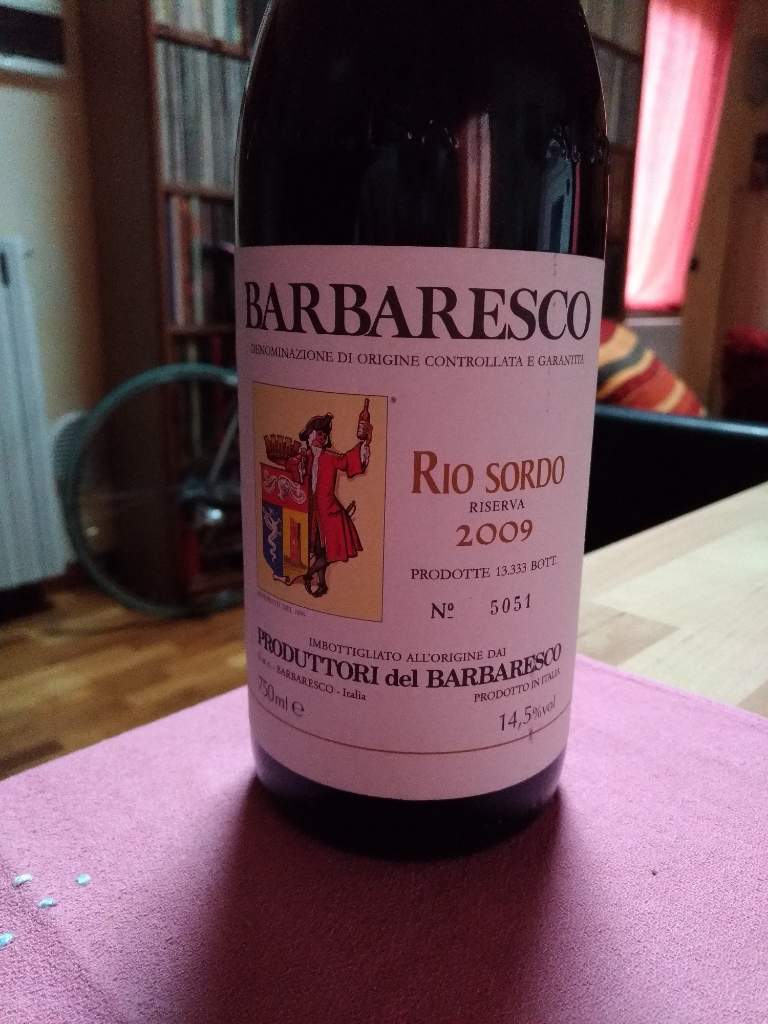 BARBARESCO
DENOMINAZIONE DI ORIGINE CONTROLLATA E GARANTITA
RIO SORDO
RISERVA
2009
PRODOTTE 13.333 BOTT.
Nº 5051
IMBOTTIGLIATO ALL'ORIGINE DAI
PRODUTTORI del BARBARESCO
BARBARESCO - Italia
PRODOTTO IN ITALIA
750ml e
14,5%vol